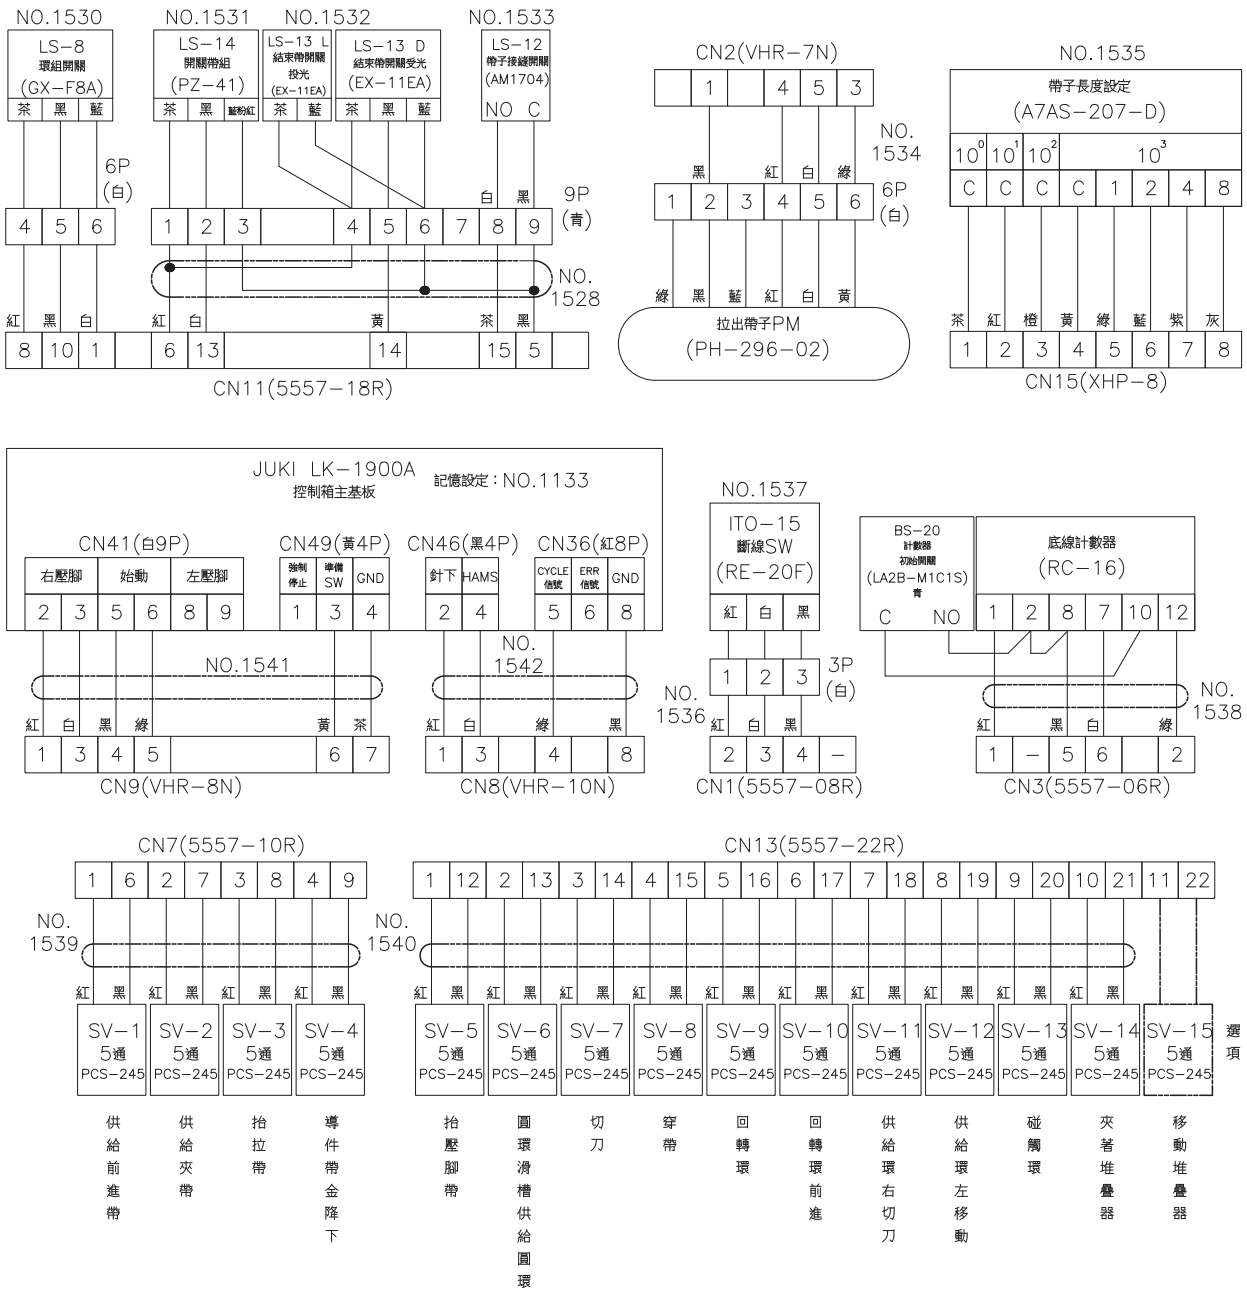 NO.1530
LS-8
環組開關
(GX-F8A)
茶 黑 藍
6P
(白)
4 5 6
紅 黑 白
8 10 1
NO.1531
LS-14
開關帶組
(PZ-41)
茶 黑 藍粉紅
NO.1532
LS-13 L
結束帶開關
投光
(EX-11EA)
茶 藍
LS-13 D
結束帶開關受光
(EX-11EA)
茶 黑 藍
NO.1533
LS-12
帶子接縫開關
(AM1704)
NO C
白 黑
9P
(青)
1 2 3 4 5 6 7 8 9
NO.
1528
紅 白 黃 茶 黑
6 13 14 15 5
CN11(5557-18R)
CN2(VHR-7N)
1 4 5 3
NO.
1534
黑 紅 白 綠
1 2 3 4 5 6
6P
(白)
綠 黑 藍 紅 白 黃
拉出帶子PM
(PH-296-02)
NO.1535
帶子長度設定
(A7AS-207-D)
10⁰ 10¹ 10² 10³
C C C C 1 2 4 8
茶 紅 橙 黃 綠 藍 紫 灰
1 2 3 4 5 6 7 8
CN15(XHP-8)
JUKI LK-1900A
控制箱主基板
記憶設定：NO.1133
CN41(白9P)
右壓腳 始動 左壓腳
2 3 5 6 8 9
CN49(黃4P)
強制
停止
準備
SW
GND
1 3 4
CN46(黑4P)
針下 HAMS
2 4
CN36(紅8P)
CYCLE
信號
ERR
信號
GND
5 6 8
NO.1541
紅 白 黑 綠 黃 茶
1 3 4 5 6 7
CN9(VHR-8N)
NO.
1542
紅 白 綠 黑
1 3 4 8
CN8(VHR-10N)
NO.1537
ITO-15
斷線SW
(RE-20F)
紅 白 黑
1 2 3
3P
(白)
NO.
1536
紅 白 黑
2 3 4 -
CN1(5557-08R)
BS-20
計數器
初始開關
(LA2B-M1C1S)
青
C NO
底線計數器
(RC-16)
1 2 8 7 10 12
NO.
1538
紅 黑 白 綠
1 - 5 6 2
CN3(5557-06R)
CN7(5557-10R)
1 6 2 7 3 8 4 9
NO.
1539
紅 黑 紅 黑 紅 黑 紅 黑
SV-1 SV-2 SV-3 SV-4
5通 5通 5通 5通
PCS-245 PCS-245 PCS-245 PCS-245
供給前進帶
供給夾帶
抬拉帶
導件帶金降下
CN13(5557-22R)
1 12 2 13 3 14 4 15 5 16 6 17 7 18 8 19 9 20 10 21 11 22
NO.
1540
紅 黑 紅 黑 紅 黑 紅 黑 紅 黑 紅 黑 紅 黑 紅 黑 紅 黑 紅 黑
SV-5 SV-6 SV-7 SV-8 SV-9 SV-10 SV-11 SV-12 SV-13 SV-14 SV-15
5通 5通 5通 5通 5通 5通 5通 5通 5通 5通 5通
PCS-245 PCS-245 PCS-245 PCS-245 PCS-245 PCS-245 PCS-245 PCS-245 PCS-245 PCS-245 PCS-245
選項
抬壓腳帶
圓環滑槽供給圓環
切刀
穿帶
回轉環
回轉環前進
供給環右切刀
供給環左移動
碰觸環
夾著堆疊器
移動堆疊器